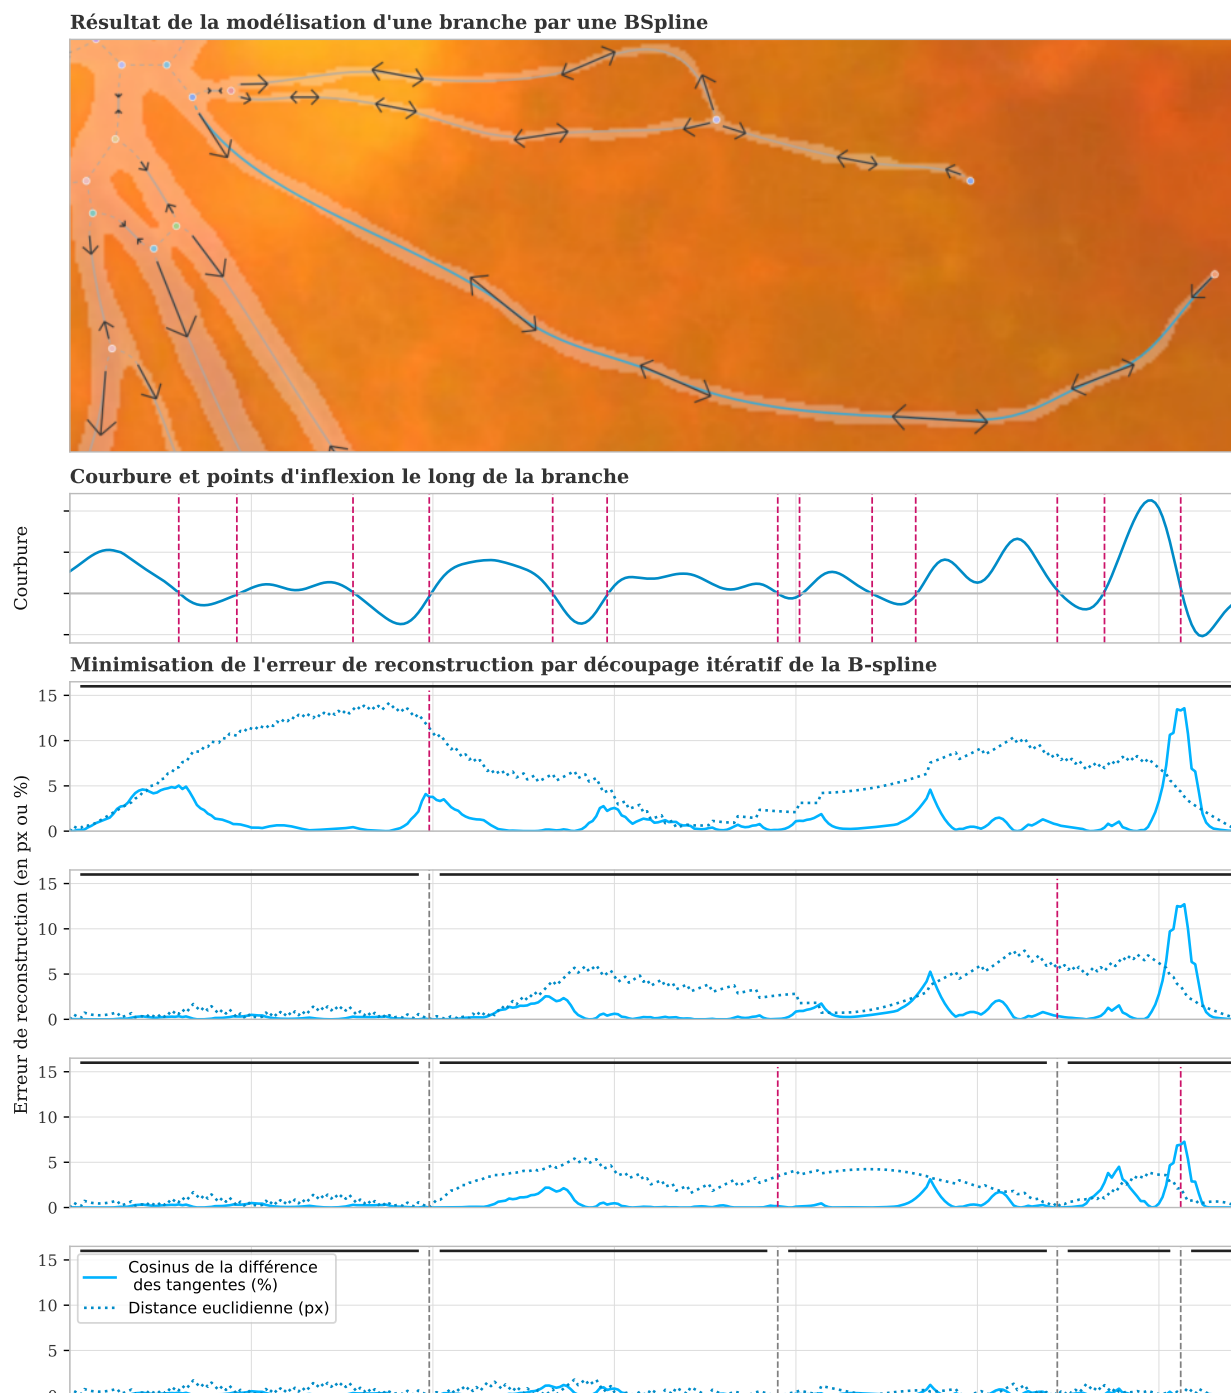 Résultat de la modélisation d'une branche par une BSpline
Courbure et points d'inflexion le long de la branche
Courbure
Minimisation de l'erreur de reconstruction par découpage itératif de la B-spline
Erreur de reconstruction (en px ou %)
15
10
5
0
15
10
5
0
15
10
5
0
15
10
5
0
Cosinus de la différence
des tangentes (%)
Distance euclidienne (px)